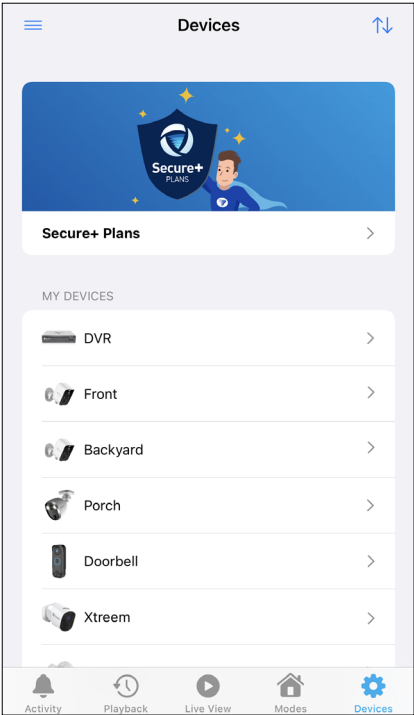 Devices
Secure+
PLANS
Secure+ Plans
MY DEVICES
DVR
Front
Backyard
Porch
Doorbell
Xtreem
Activity Playback Live View Modes Devices